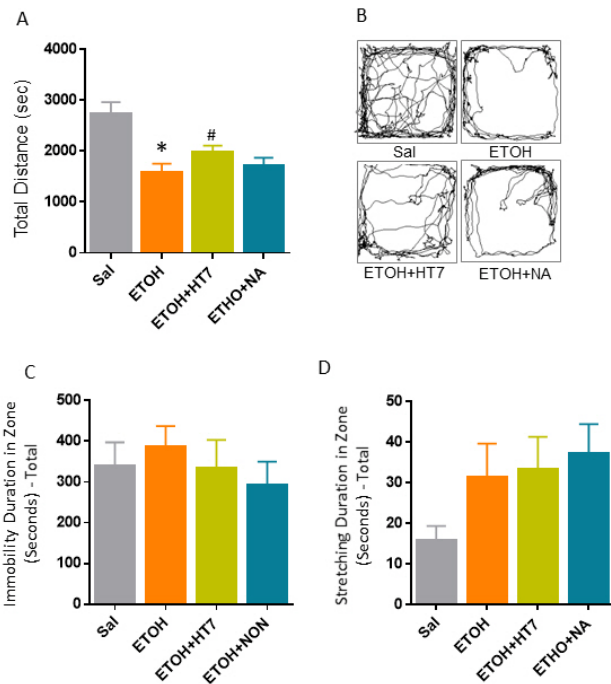 A
Total Distance (sec)
4000
3000
2000
1000
0
*
#
Sal
ETOH
ETOH+HT7
ETHO+NA
B
Sal
ETOH
ETOH+HT7
ETOH+NA
C
Immobility Duration in Zone
(Seconds) - Total
500
400
300
200
100
0
Sal
ETOH
ETOH+HT7
ETOH+NON
D
Stretching Duration in Zone
(Seconds) - Total
50
40
30
20
10
0
Sal
ETOH
ETOH+HT7
ETHO+NA